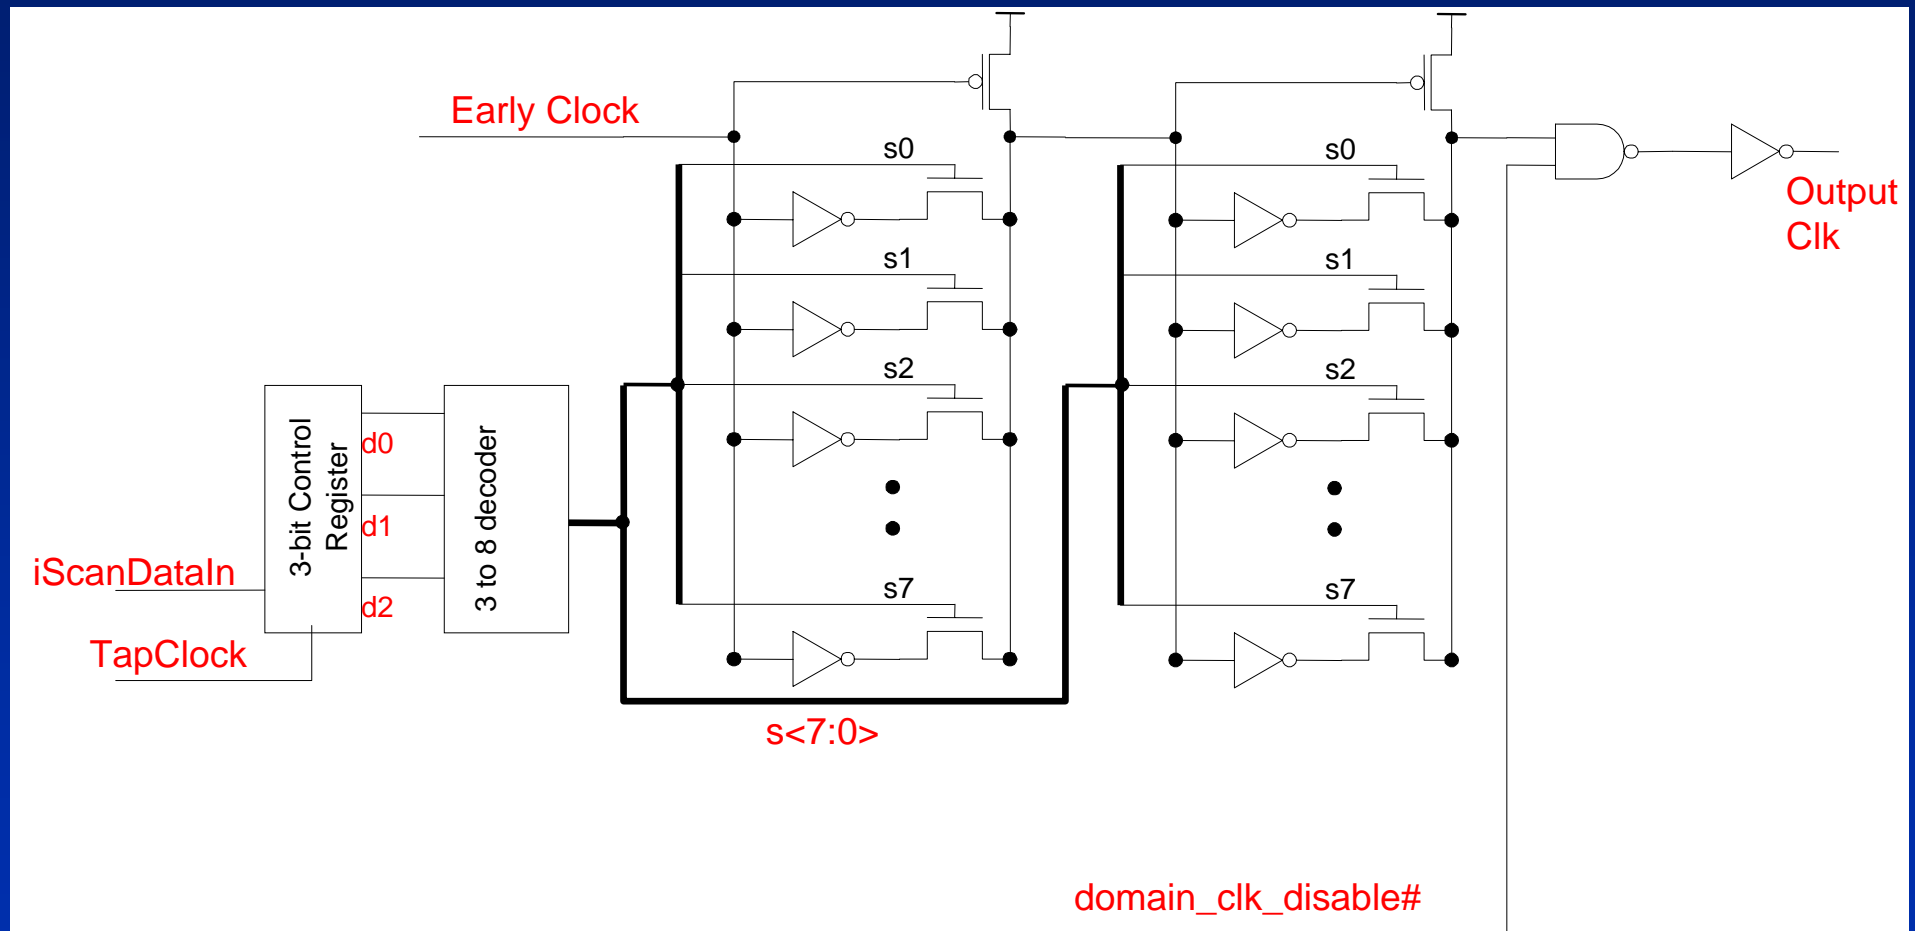 Early Clock
s0
s0
Output
Clk
s1
s1
s2
s2
3-bit Control
Register
d0
d1
d2
3 to 8 decoder
iScanDataIn
TapClock
s7
s7
s<7:0>
domain_clk_disable#